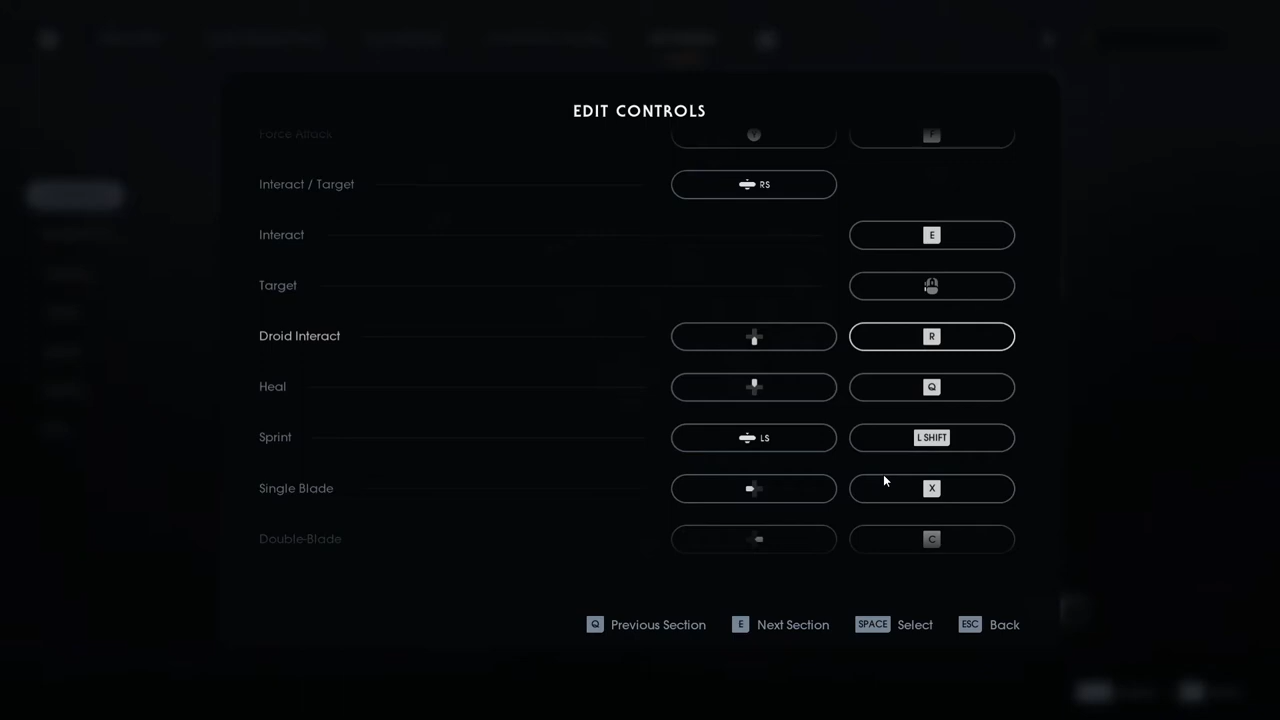 EDIT CONTROLS
Force Attack Y F
Interact / Target RS
Interact E
Target
Droid Interact R
Heal Q
Sprint LS L SHIFT
Single Blade X
Double-Blade C
Q Previous Section E Next Section SPACE Select ESC Back